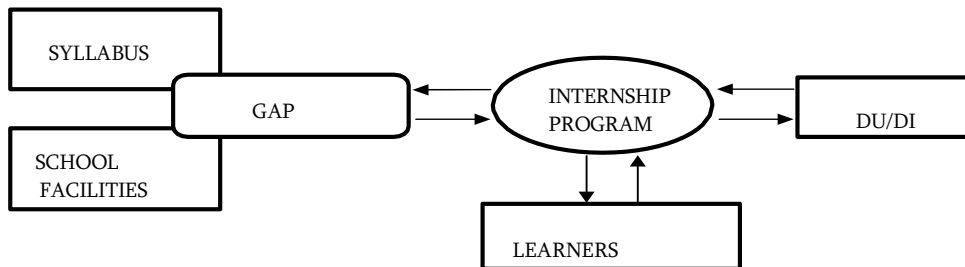 SYLLABUS
GAP
SCHOOL
FACILITIES
INTERNSHIP
PROGRAM
DU/DI
LEARNERS